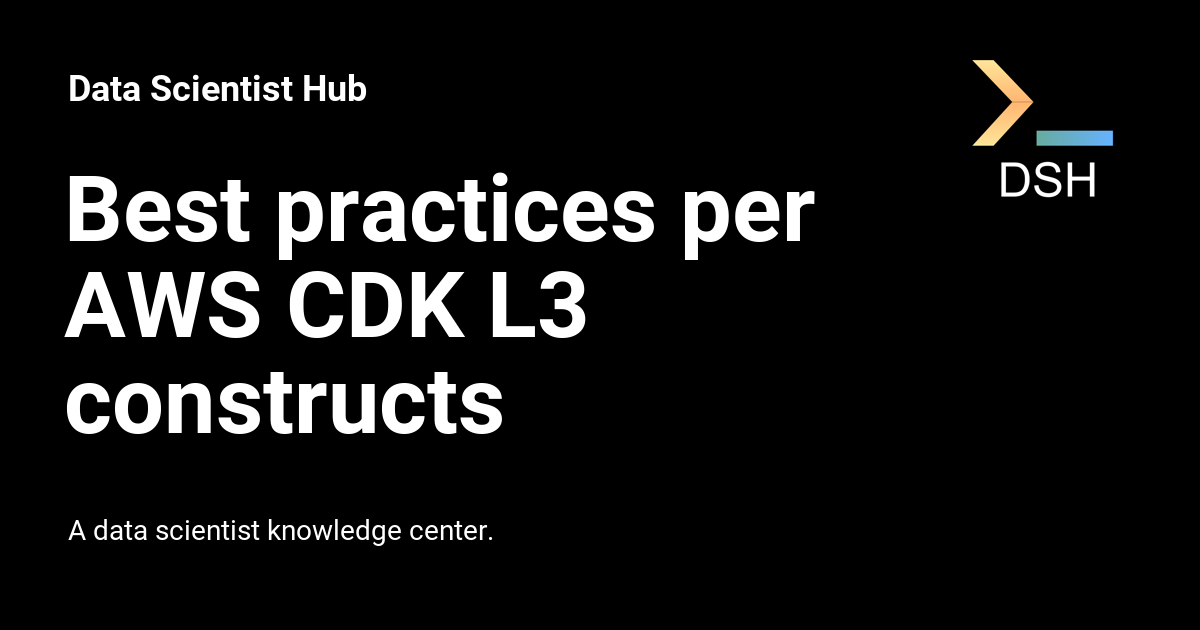 Data Scientist Hub
DSH
Best practices per
AWS CDK L3
constructs
A data scientist knowledge center.